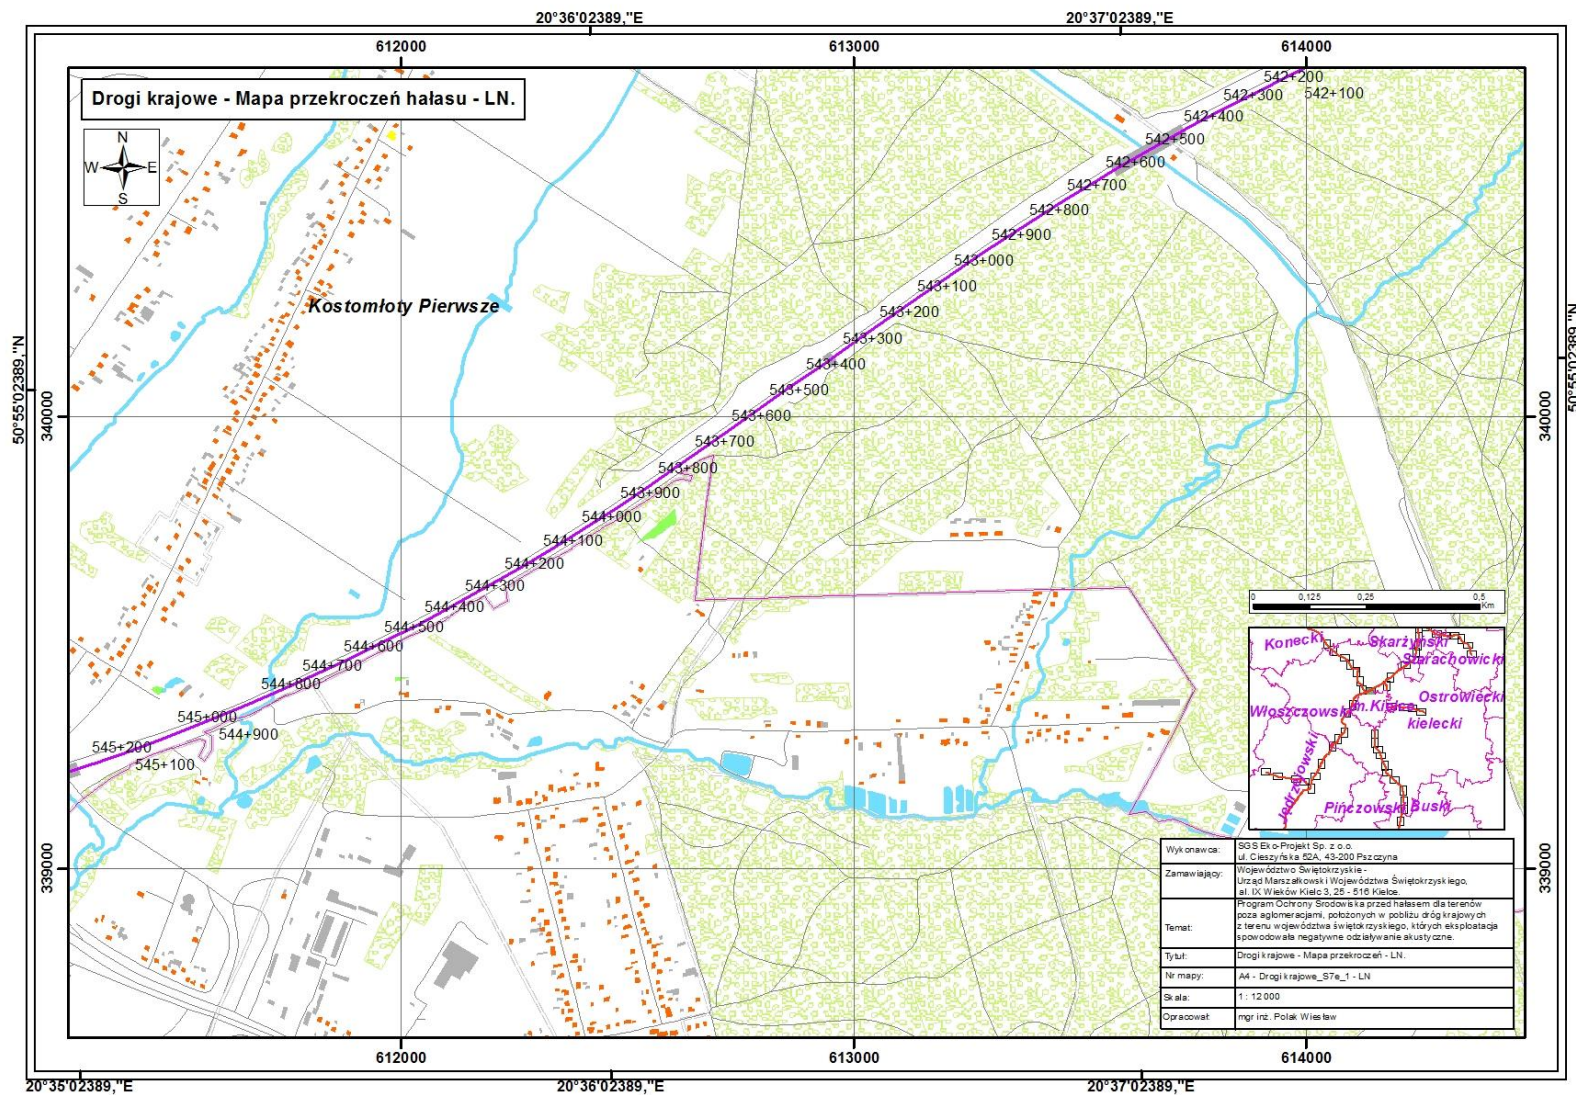 20°36'02389,"E
20°37'02389,"E
612000
613000
614000
Drogi krajowe - Mapa przekroczeń hałasu - LN.
N
W
E
S
Kostomłoty Pierwsze
542+200
542+100
542+300
542+400
542+500
542+600
542+700
542+800
542+900
543+000
543+100
543+200
543+300
543+400
543+500
543+600
543+700
543+800
543+900
544+000
544+100
544+200
544+300
544+400
544+500
544+600
544+700
544+800
545+000
544+900
545+200
545+100
50°55'02389,"N
340000
339000
50°55'02389,"N
340000
339000
0 0,125 0,25 0,5
Km
Konecki
Skarżyński
Starachowicki
Ostrowiecki
Włoszczowski
m.Kielce
kielecki
Jędrzejowski
Pińczowski
Buski
Wykonawca:
SGS Eko-Projekt Sp. z o.o.
ul. Cieszyńska 52A, 43-200 Pszczyna
Zamawiający:
Województwo Świętokrzyskie -
Urząd Marszałkowski Województwa Świętokrzyskiego,
al. IX Wieków Kielc 3, 25 - 516 Kielce.
Temat:
Program Ochrony Środowiska przed hałasem dla terenów
poza aglomeracjami, położonych w pobliżu dróg krajowych
z terenu województwa świętokrzyskiego, których eksploatacja
spowodowała negatywne odziaływanie akustyczne.
Tytuł:
Drogi krajowe - Mapa przekroczeń - LN.
Nr mapy:
A4 - Drogi krajowe_S7e_1 - LN
Skala:
1 : 12 000
Opracował:
mgr inż. Polak Wiesław
612000
613000
614000
20°35'02389,"E
20°36'02389,"E
20°37'02389,"E